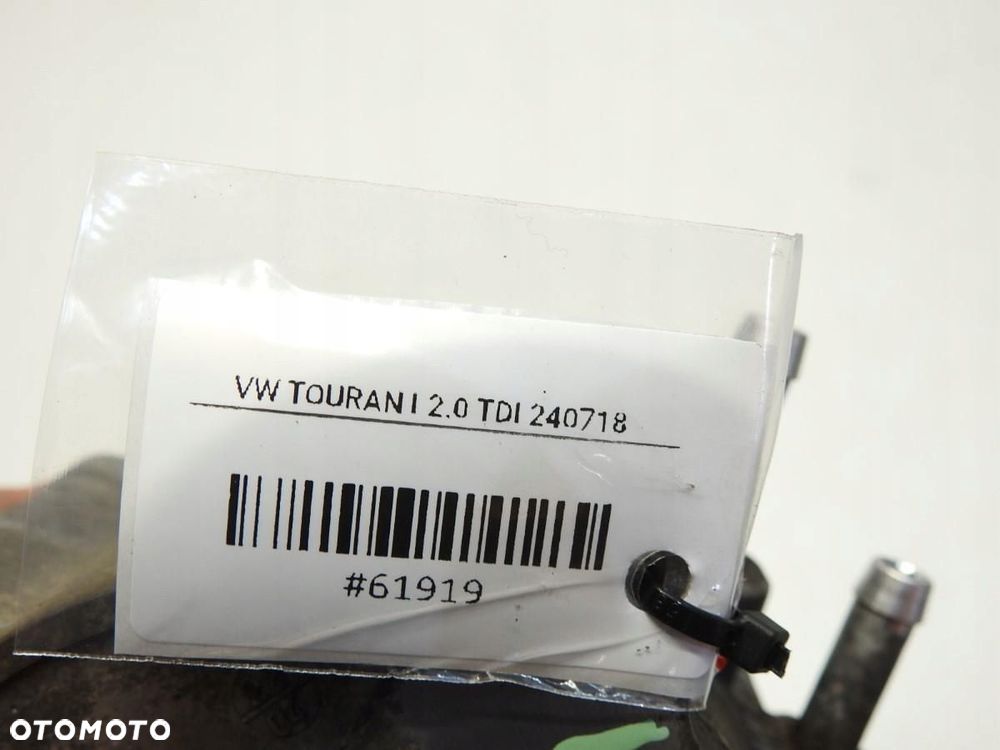 VW TOURAN I 2.0 TDI 240718
#61919
OTOMOTO